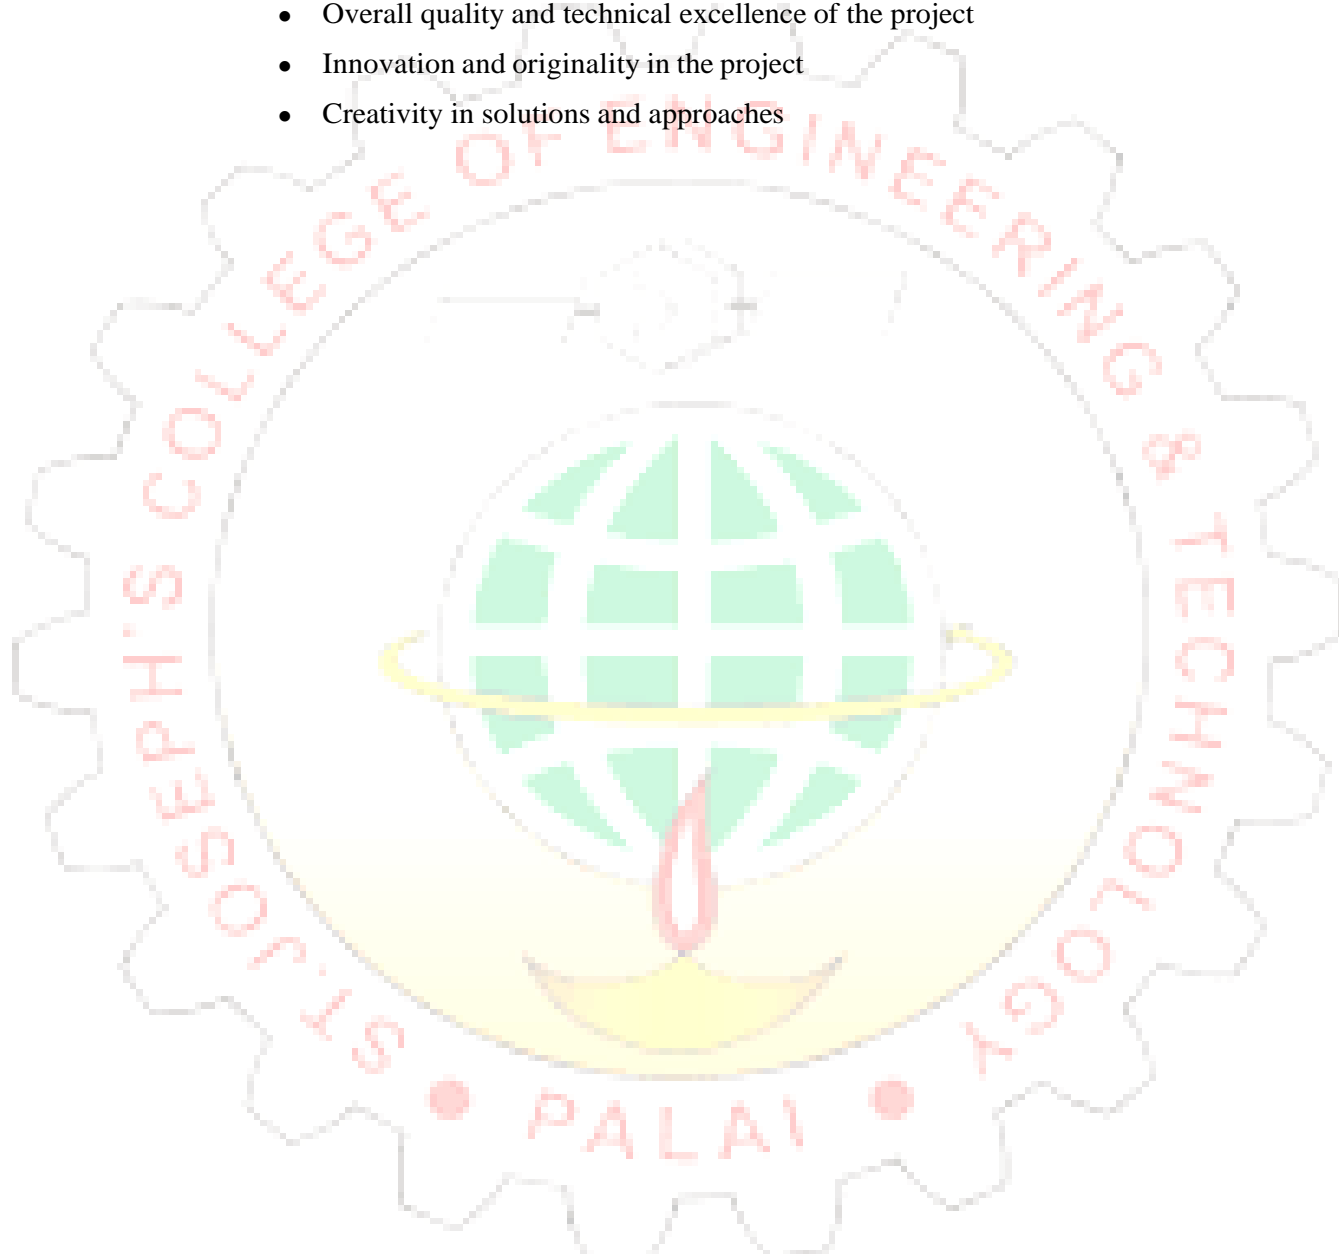 • Overall quality and technical excellence of the project
• Innovation and originality in the project
• Creativity in solutions and approaches
ST.JOSEPH'S COLLEGE OF ENGINEERING & TECHNOLOGY
• PALAI •